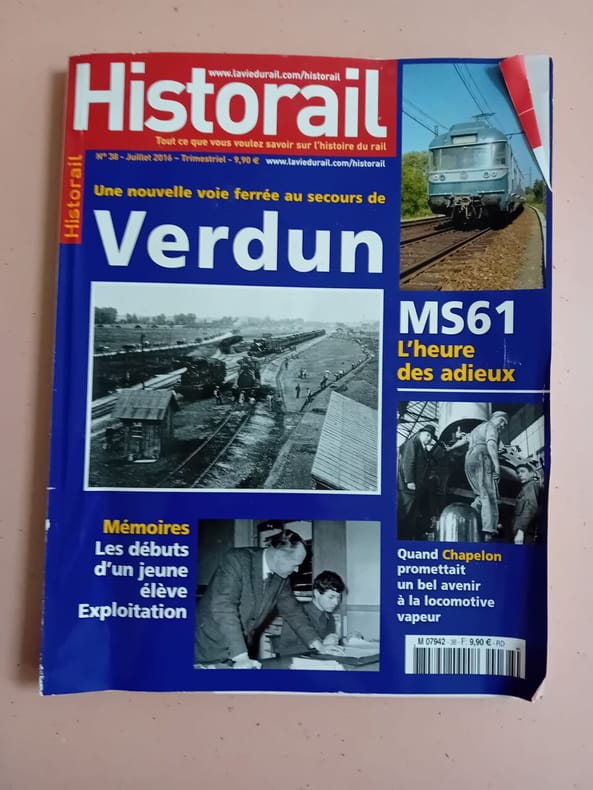 www.laviedurail.com/historail
Historail
Tout ce que vous voulez savoir sur l'histoire du rail
N° 38 - Juillet 2016 - Trimestriel - 9,90 € www.laviedurail.com/historail
Historail
Une nouvelle voie ferrée au secours de
Verdun
MS61
L'heure
des adieux
Mémoires
Les débuts
d'un jeune
élève
Exploitation
Quand Chapelon
promettait
un bel avenir
à la locomotive
vapeur
M 07942 - 38 - F: 9,90 € - RD